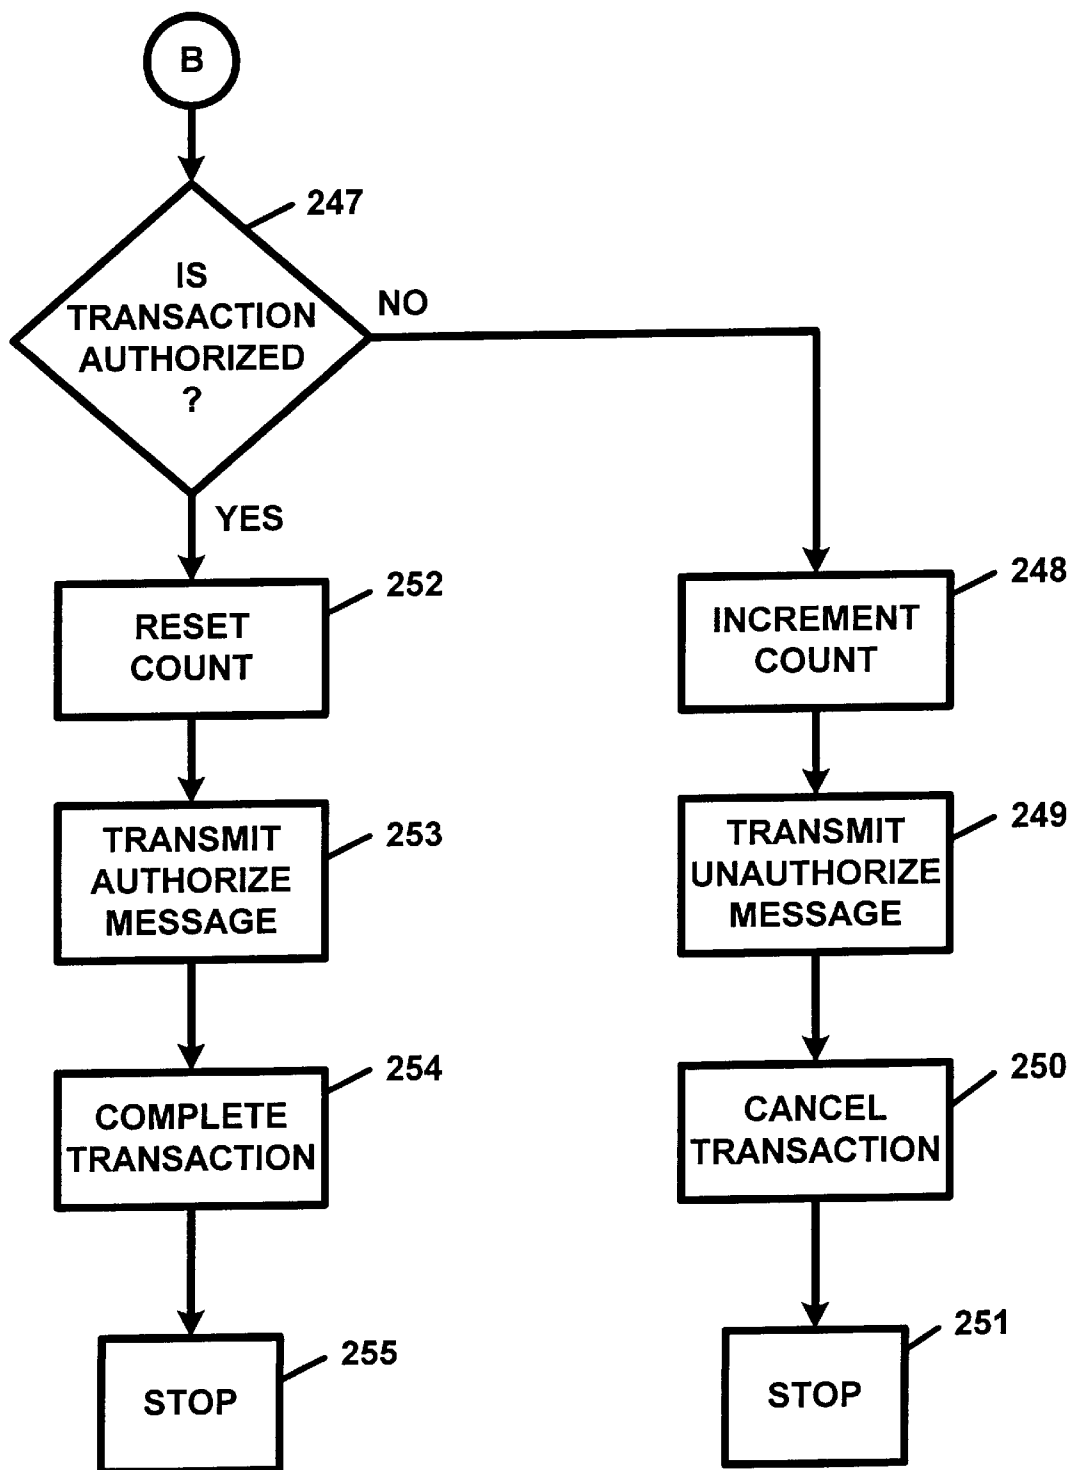 B
247
IS
TRANSACTION
AUTHORIZED
?
NO
YES
252
RESET
COUNT
248
INCREMENT
COUNT
253
TRANSMIT
AUTHORIZE
MESSAGE
249
TRANSMIT
UNAUTHORIZE
MESSAGE
254
COMPLETE
TRANSACTION
250
CANCEL
TRANSACTION
255
STOP
251
STOP